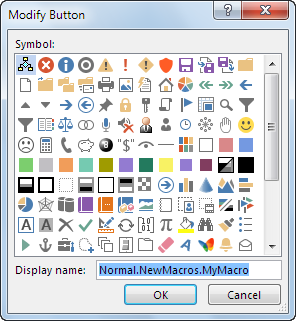 Modify Button
Symbol:
Display name: Normal.NewMacros.MyMacro
OK Cancel